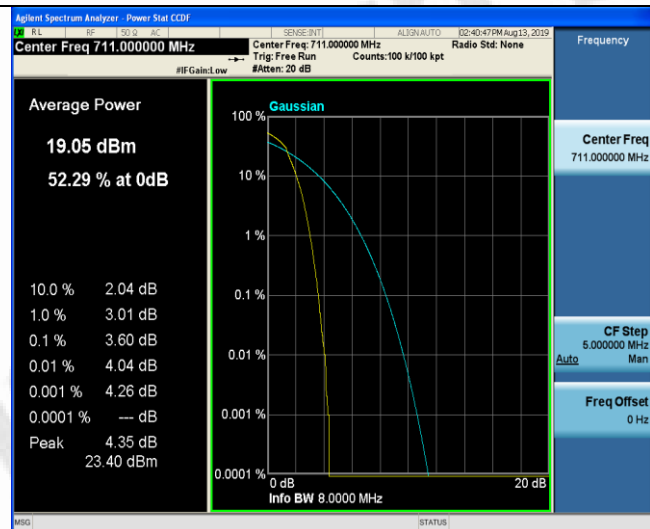 Agilent Spectrum Analyzer - Power Stat CCDF
RL RF 50 Ω AC SENSE:INT ALIGN AUTO 02:40:47 PM Aug 13, 2019
Center Freq 711.000000 MHz
Center Freq: 711.000000 MHz Radio Std: None
Trig: Free Run Counts:100 k/100 kpt
#IFGain:Low #Atten: 20 dB
Frequency
Average Power
19.05 dBm
52.29 % at 0dB
10.0 % 2.04 dB
1.0 % 3.01 dB
0.1 % 3.60 dB
0.01 % 4.04 dB
0.001 % 4.26 dB
0.0001 % --- dB
Peak 4.35 dB
23.40 dBm
Gaussian
100 %
10 %
1 %
0.1 %
0.01 %
0.001 %
0.0001 %
0 dB 20 dB
Info BW 8.0000 MHz
Center Freq
711.000000 MHz
CF Step
5.000000 MHz
Auto Man
Freq Offset
0 Hz
MSG STATUS